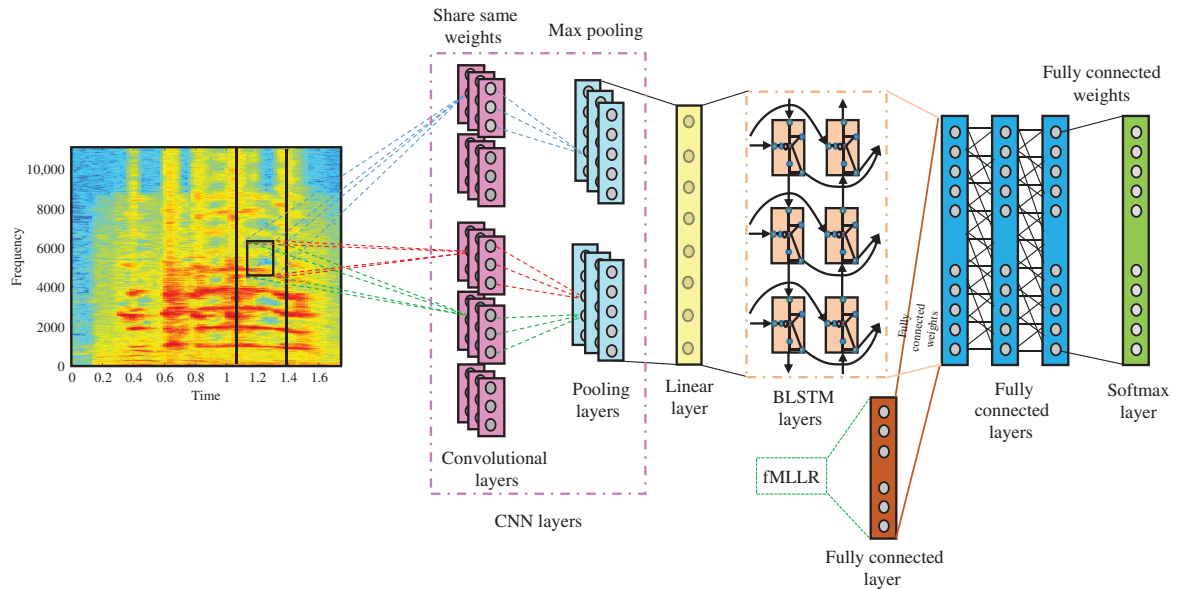 Share same
weights
Max pooling
Fully connected
weights
10,000
8000
6000
4000
2000
0
Frequency
0 0.2 0.4 0.6 0.8 1 1.2 1.4 1.6
Time
Convolutional
layers
Pooling
layers
CNN layers
Linear
layer
BLSTM
layers
Fully
connected
weights
fMLLR
Fully connected
layer
Fully
connected
layers
Softmax
layer